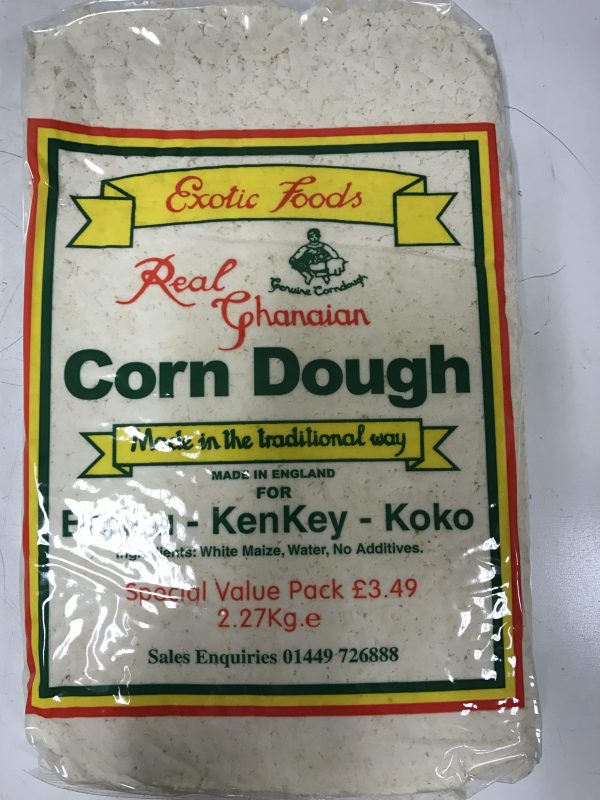 Exotic Foods
Genuine Corndough
Real
Ghanaian
Corn Dough
Made in the traditional way
MADE IN ENGLAND
FOR
- KenKey - Koko
Ingredients: White Maize, Water, No Additives.
Special Value Pack £3.49
2.27Kg.e
Sales Enquiries 01449 726888